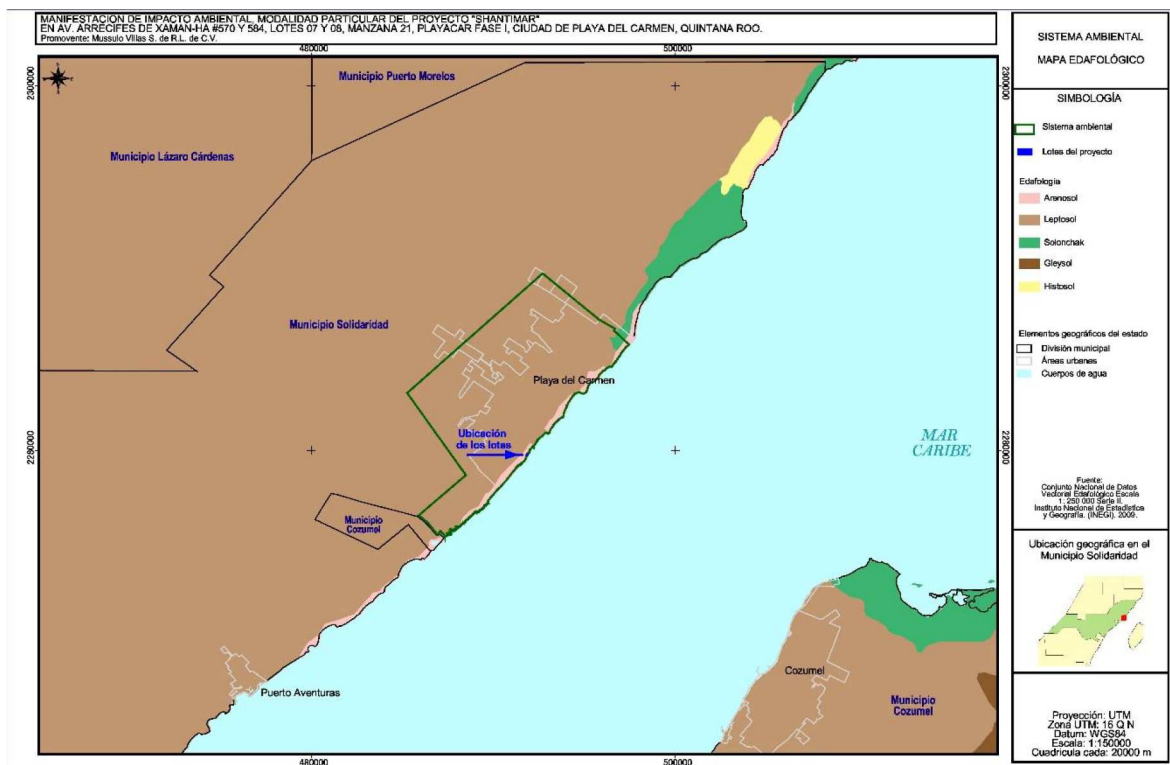 MANIFESTACION DE IMPACTO AMBIENTAL, MODALIDAD PARTICULAR DEL PROYECTO "SHANTIMAR"
EN AV. ARRECIFES DE XAMAN-HA #570 Y 584, LOTES 07 Y 08, MANZANA 21, PLAYACAR FASE I, CIUDAD DE PLAYA DEL CARMEN, QUINTANA ROO.
Promovente: Mussulo Villas S. de R.L. de C.V.
480000
500000
2300000
2300000
Municipio Puerto Morelos
Municipio Lázaro Cárdenas
Municipio Solidaridad
Playa del Carmen
Ubicación
de los lotes
2280000
2280000
MAR
CARIBE
Municipio
Cozumel
Puerto Aventuras
Cozumel
Municipio
Cozumel
480000
500000
SISTEMA AMBIENTAL
MAPA EDAFOLÓGICO
SIMBOLOGÍA
Sistema ambiental
Lotes del proyecto
Edafología
Arenosol
Leptosol
Solonchak
Gleysol
Histosol
Elementos geográficos del estado
División municipal
Áreas urbanas
Cuerpos de agua
Fuente:
Conjunto Nacional de Datos
Vectorial Edafológico Escala
1: 250 000 Serie II.
Instituto Nacional de Estadística
y Geografía. (INEGI). 2009.
Ubicación geográfica en el
Municipio Solidaridad
Proyección: UTM
Zona UTM: 16 Q N
Datum: WGS84
Escala: 1:150000
Cuadrícula cada: 20000 m